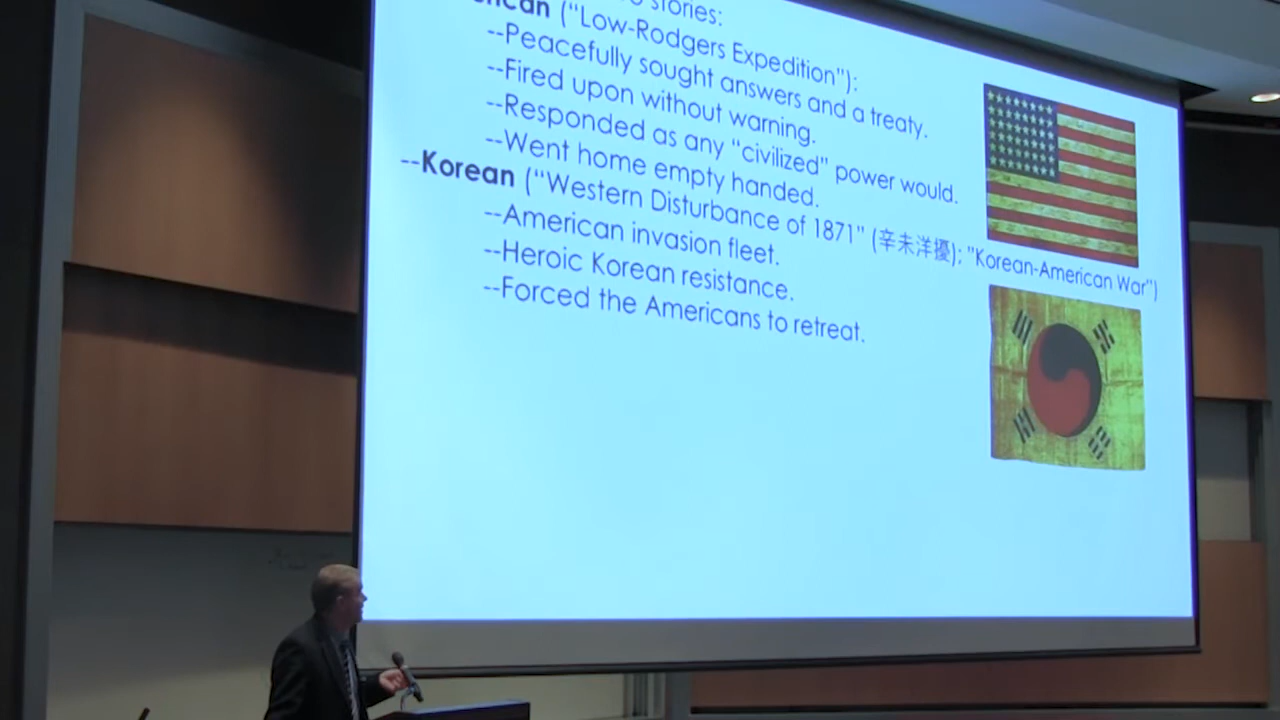 stories:
("Low-Rodgers Expedition"):
--Peacefully sought answers and a treaty.
--Fired upon without warning.
--Responded as any "civilized" power would.
--Went home empty handed.
--Korean ("Western Disturbance of 1871" (辛未洋擾); "Korean-American War")
--American invasion fleet.
--Heroic Korean resistance.
--Forced the Americans to retreat.